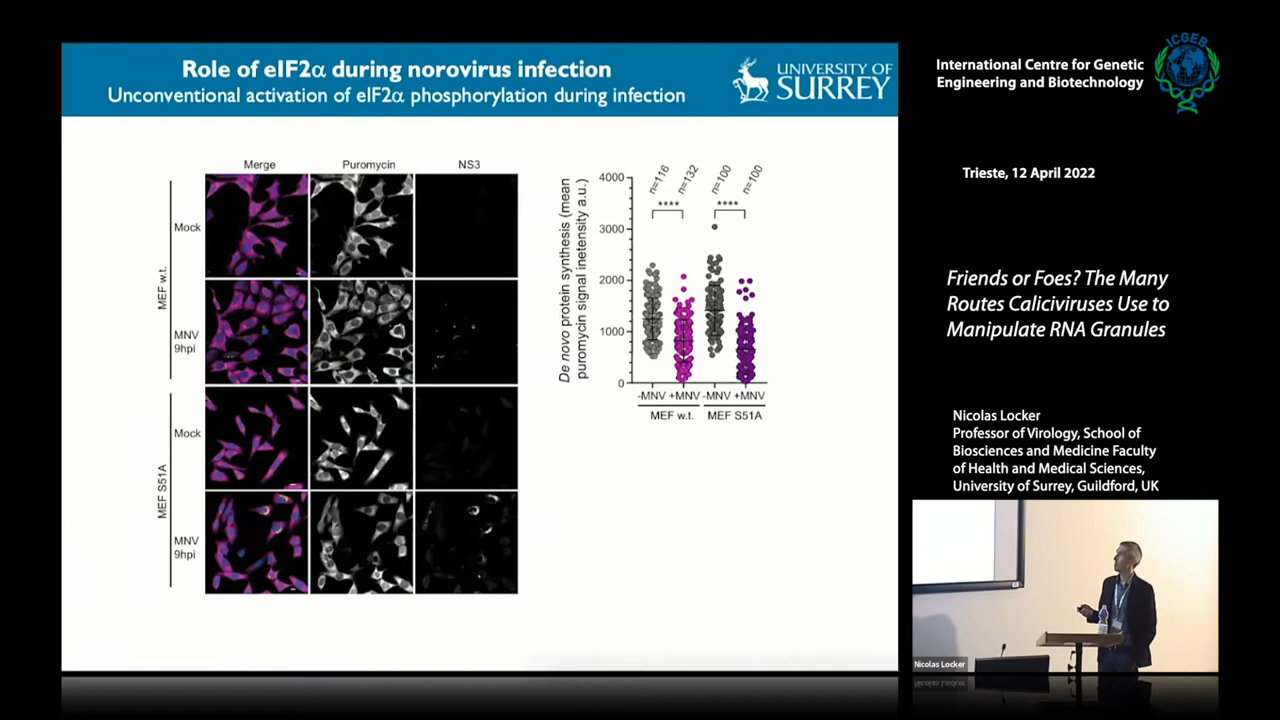 Role of eIF2α during norovirus infection
Unconventional activation of eIF2α phosphorylation during infection
UNIVERSITY OF
SURREY
Merge Puromycin NS3
MEF w.t.
Mock
MNV
9hpi
MEF S51A
Mock
MNV
9hpi
De novo protein synthesis (mean
puromycin signal inetensity a.u.)
n=116 n=132 n=100 n=100
4000
3000
2000
1000
0
**** ****
-MNV +MNV -MNV +MNV
MEF w.t. MEF S51A
International Centre for Genetic
Engineering and Biotechnology
ICGEB
Trieste, 12 April 2022
Friends or Foes? The Many
Routes Caliciviruses Use to
Manipulate RNA Granules
Nicolas Locker
Professor of Virology, School of
Biosciences and Medicine Faculty
of Health and Medical Sciences,
University of Surrey, Guildford, UK
Nicolas Locker